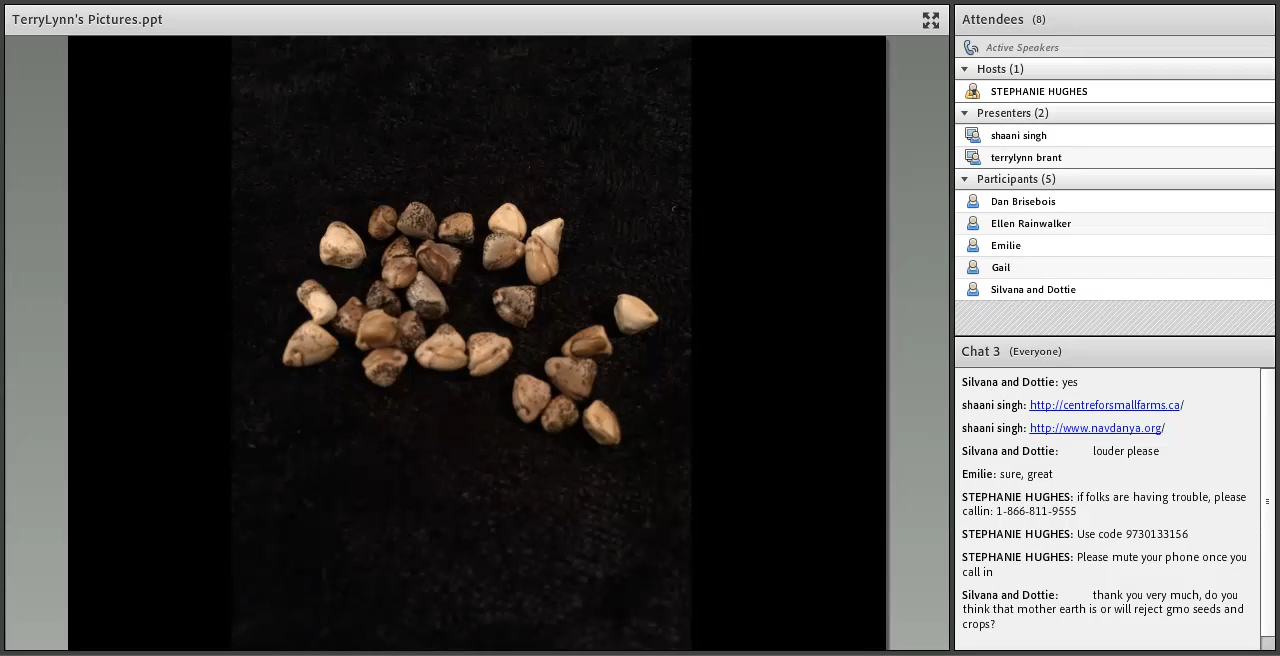 TerryLynn's Pictures.ppt
Attendees (8)
Active Speakers
Hosts (1)
STEPHANIE HUGHES
Presenters (2)
shaani singh
terrylynn brant
Participants (5)
Dan Brisebois
Ellen Rainwalker
Emilie
Gail
Silvana and Dottie
Chat 3 (Everyone)
Silvana and Dottie: yes
shaani singh: http://centreforsmallfarms.ca/
shaani singh: http://www.navdanya.org/
Silvana and Dottie: louder please
Emilie: sure, great
STEPHANIE HUGHES: if folks are having trouble, please
callin: 1-866-811-9555
STEPHANIE HUGHES: Use code 9730133156
STEPHANIE HUGHES: Please mute your phone once you
call in
Silvana and Dottie: thank you very much, do you
think that mother earth is or will reject gmo seeds and
crops?